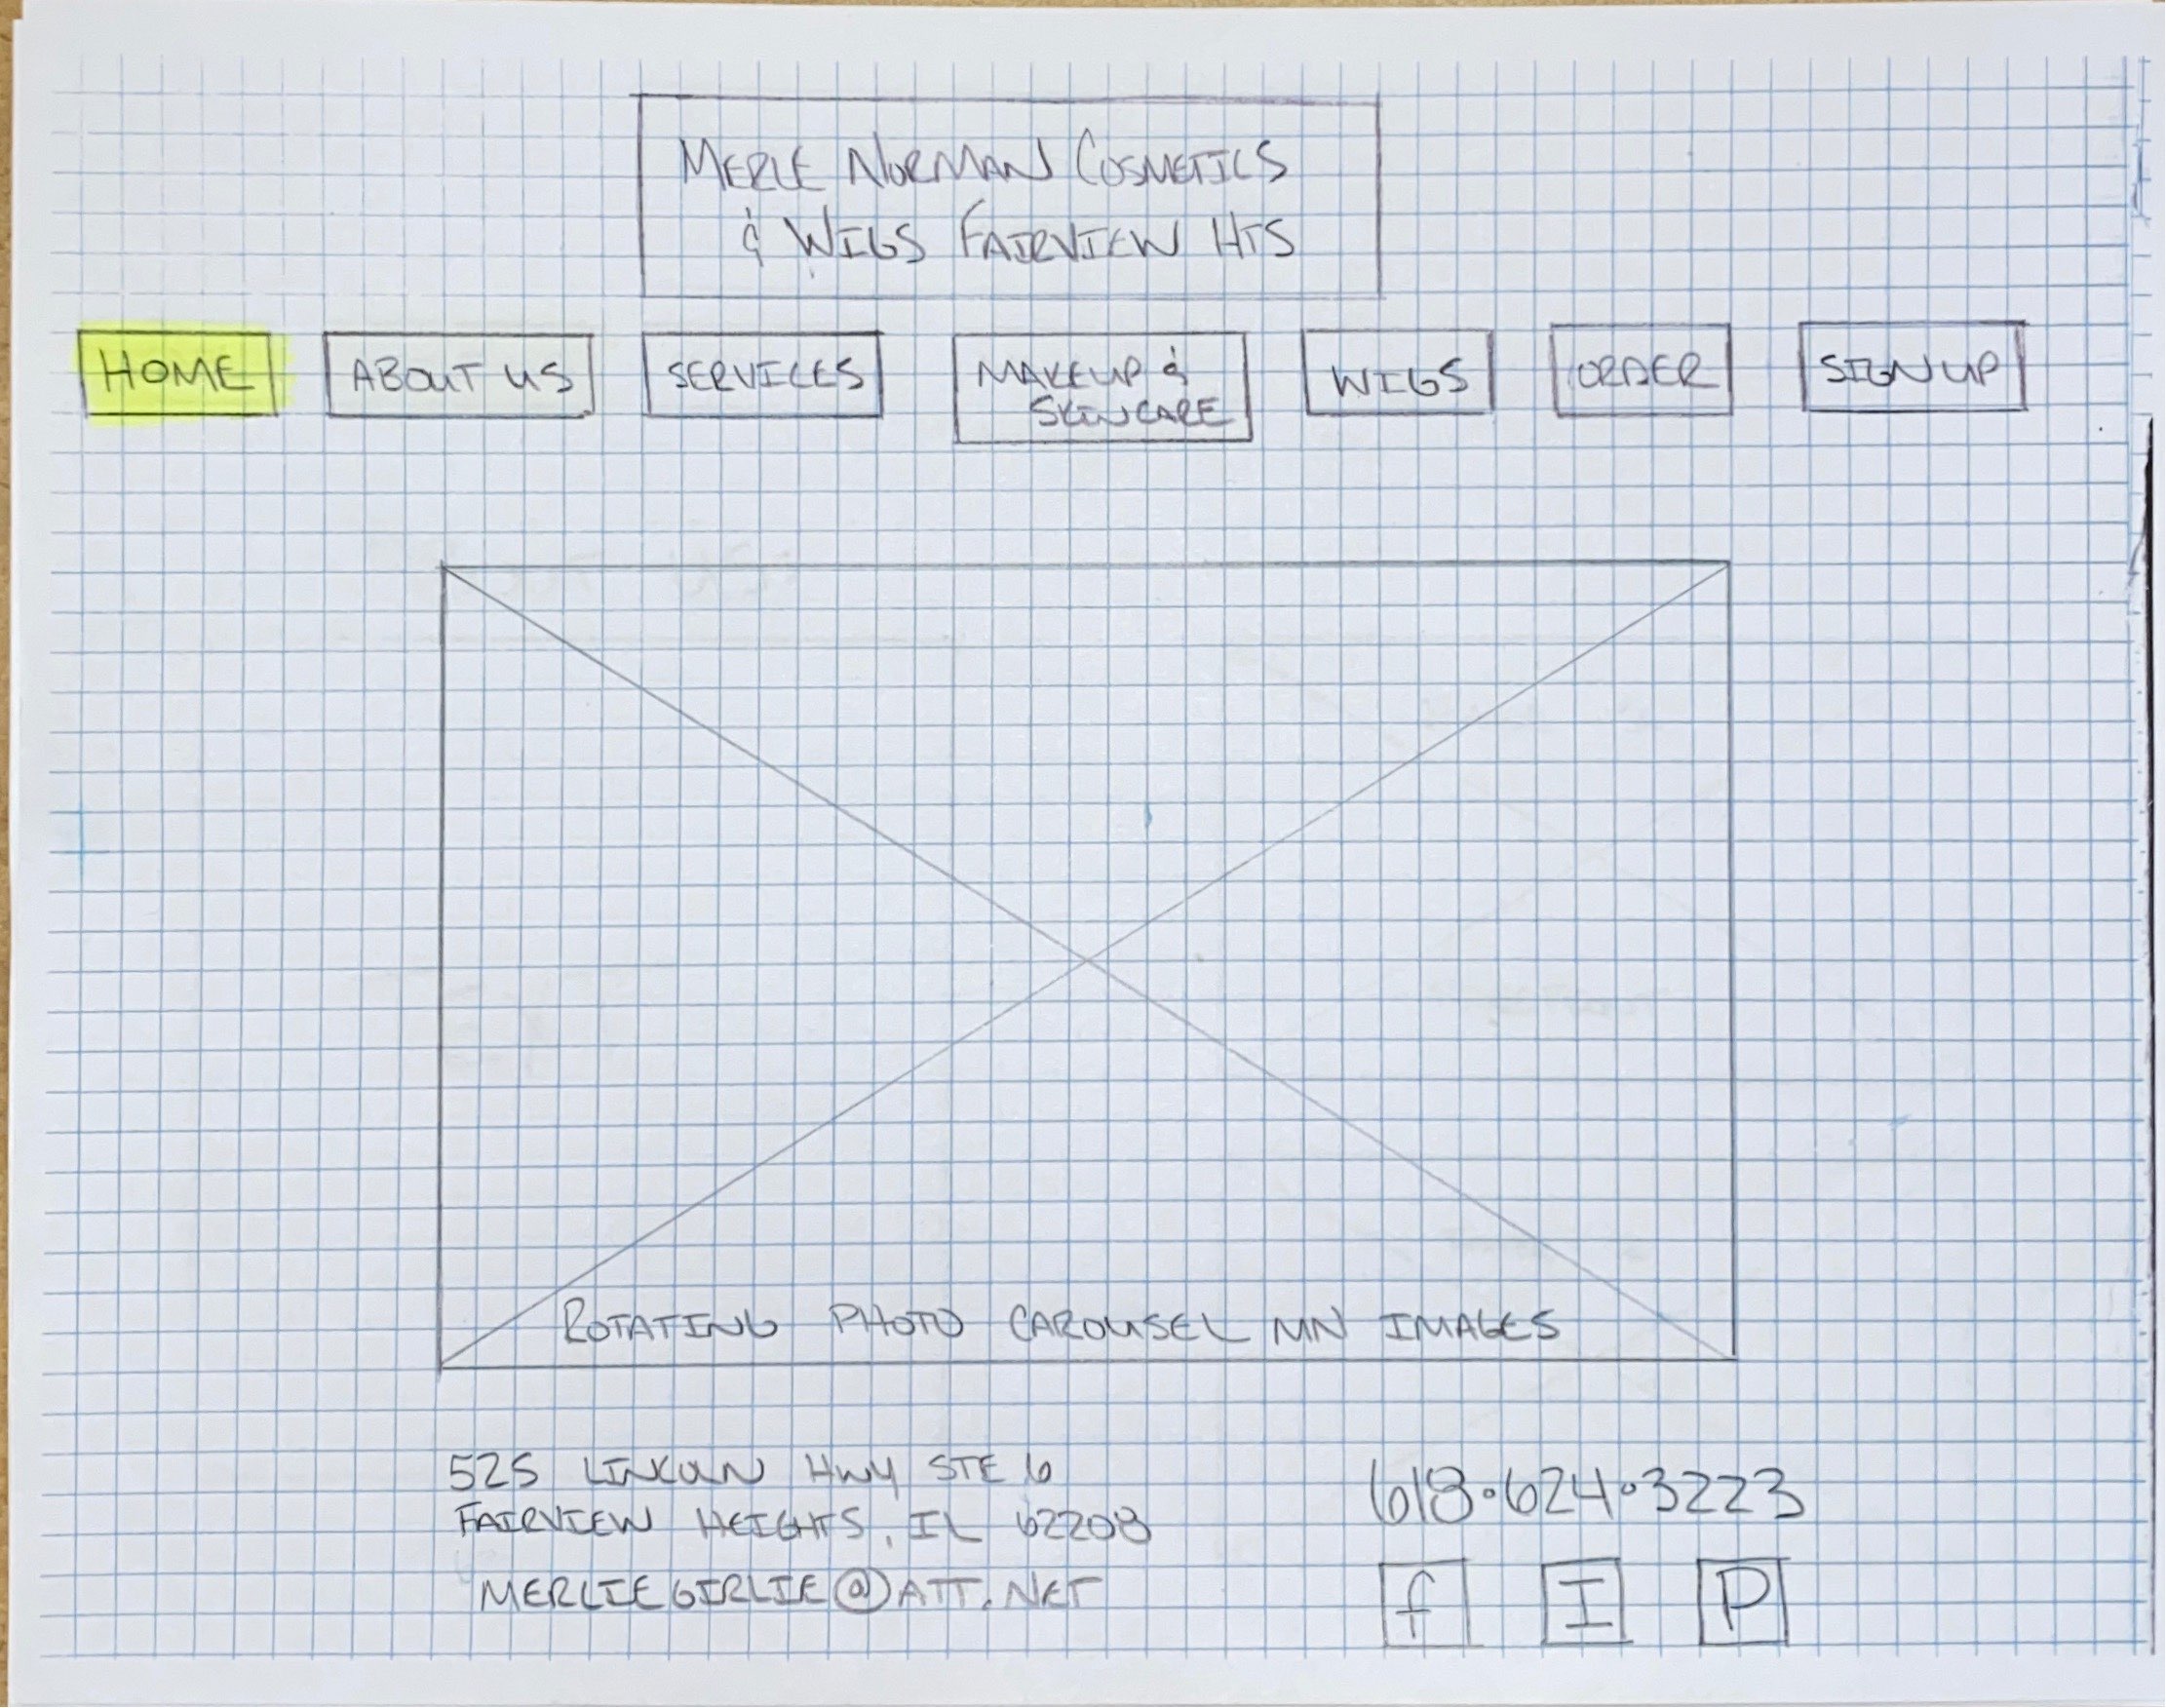 MERLE NORMAN COSMETICS
& WIGS FAIRVIEW HTS
HOME
ABOUT US
SERVICES
MAKEUP &
SKINCARE
WIGS
ORDER
SIGN UP
ROTATING PHOTO CAROUSEL MN IMAGES
525 LINCOLN HWY STE 6
FAIRVIEW HEIGHTS, IL 62208
MERLIEGIRLIE@ATT.NET
618•624•3223
f I P